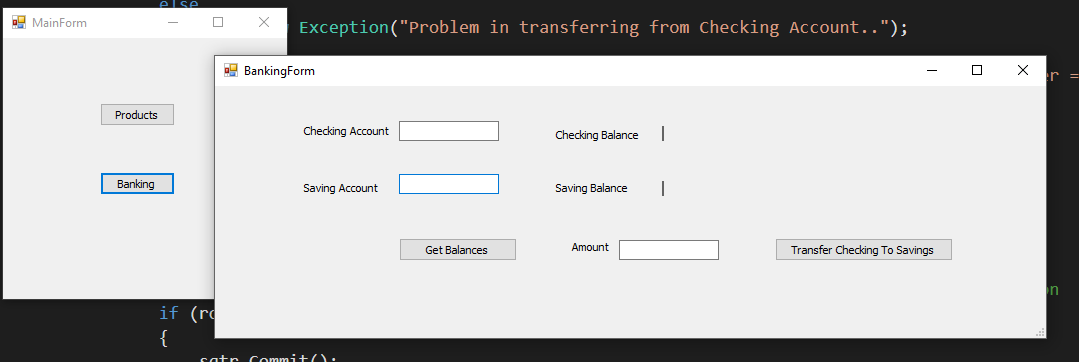 else
MainForm
Exception("Problem in transferring from Checking Account..");
BankingForm
er =
Products
Checking Account
Checking Balance
Banking
Saving Account
Saving Balance
Get Balances
Amount
Transfer Checking To Savings
on
if (ro
{
sqtr.Commit();